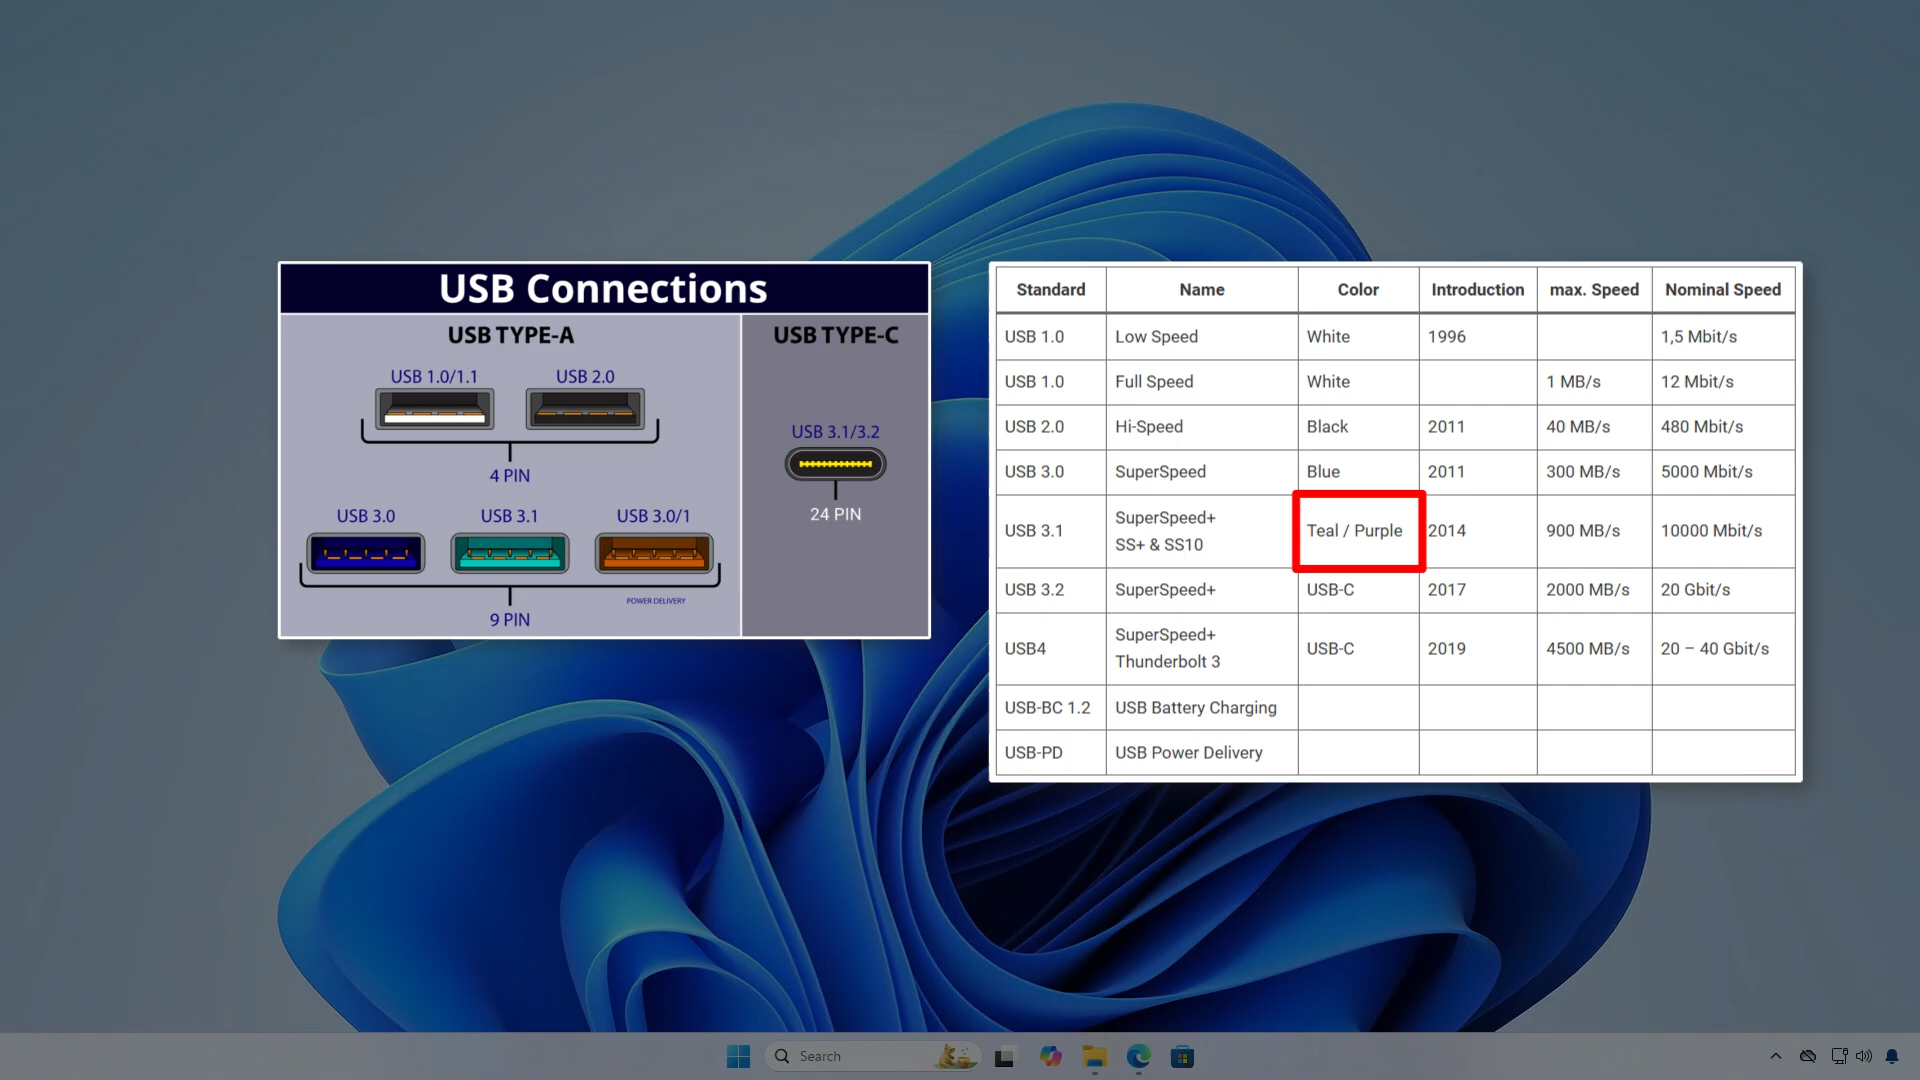 USB Connections
USB TYPE-A
USB TYPE-C
USB 1.0/1.1
USB 2.0
4 PIN
USB 3.1/3.2
24 PIN
USB 3.0
USB 3.1
USB 3.0/1
POWER DELIVERY
9 PIN
Standard Name Color Introduction max. Speed Nominal Speed
USB 1.0 Low Speed White 1996 1,5 Mbit/s
USB 1.0 Full Speed White 1 MB/s 12 Mbit/s
USB 2.0 Hi-Speed Black 2011 40 MB/s 480 Mbit/s
USB 3.0 SuperSpeed Blue 2011 300 MB/s 5000 Mbit/s
USB 3.1 SuperSpeed+ Teal / Purple 2014 900 MB/s 10000 Mbit/s
SS+ & SS10
USB 3.2 SuperSpeed+ USB-C 2017 2000 MB/s 20 Gbit/s
USB4 SuperSpeed+ USB-C 2019 4500 MB/s 20 – 40 Gbit/s
Thunderbolt 3
USB-BC 1.2 USB Battery Charging
USB-PD USB Power Delivery
Search